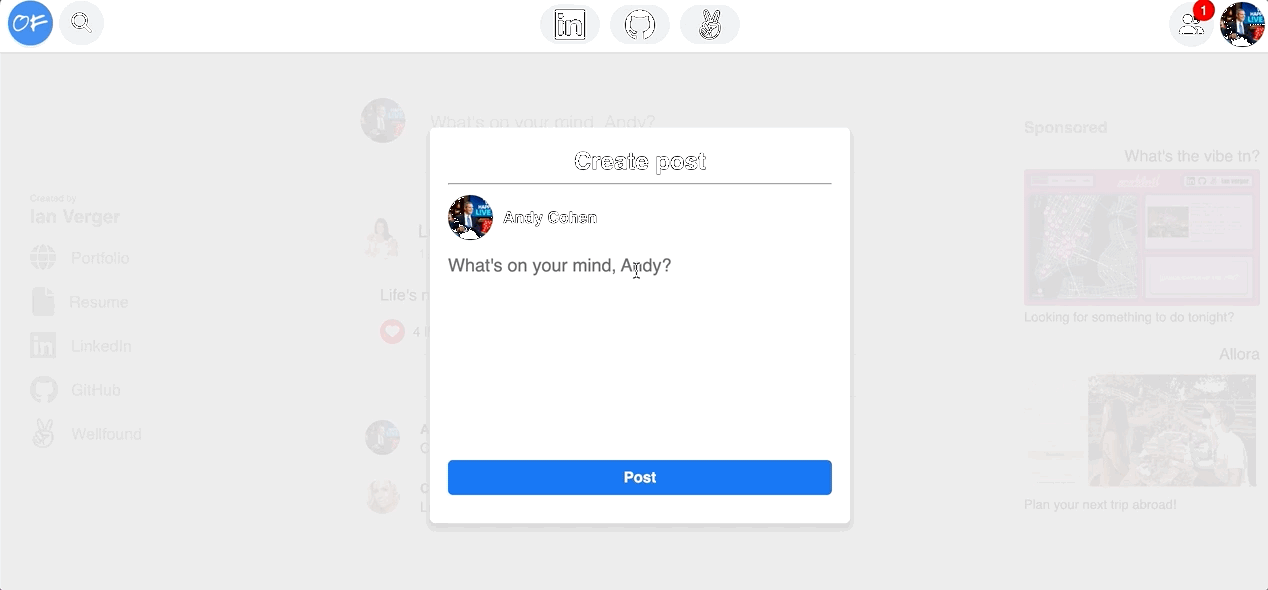 OF
in
1
What's on your mind, Andy?
Create post
Andy Cohen
What's on your mind, Andy?
Post
Created by
Ian Verger
Portfolio
Resume
in
LinkedIn
GitHub
Wellfound
L
Life's r
4
A
C
C
L
Sponsored
What's the vibe tn?
Looking for something to do tonight?
Allora
Plan your next trip abroad!